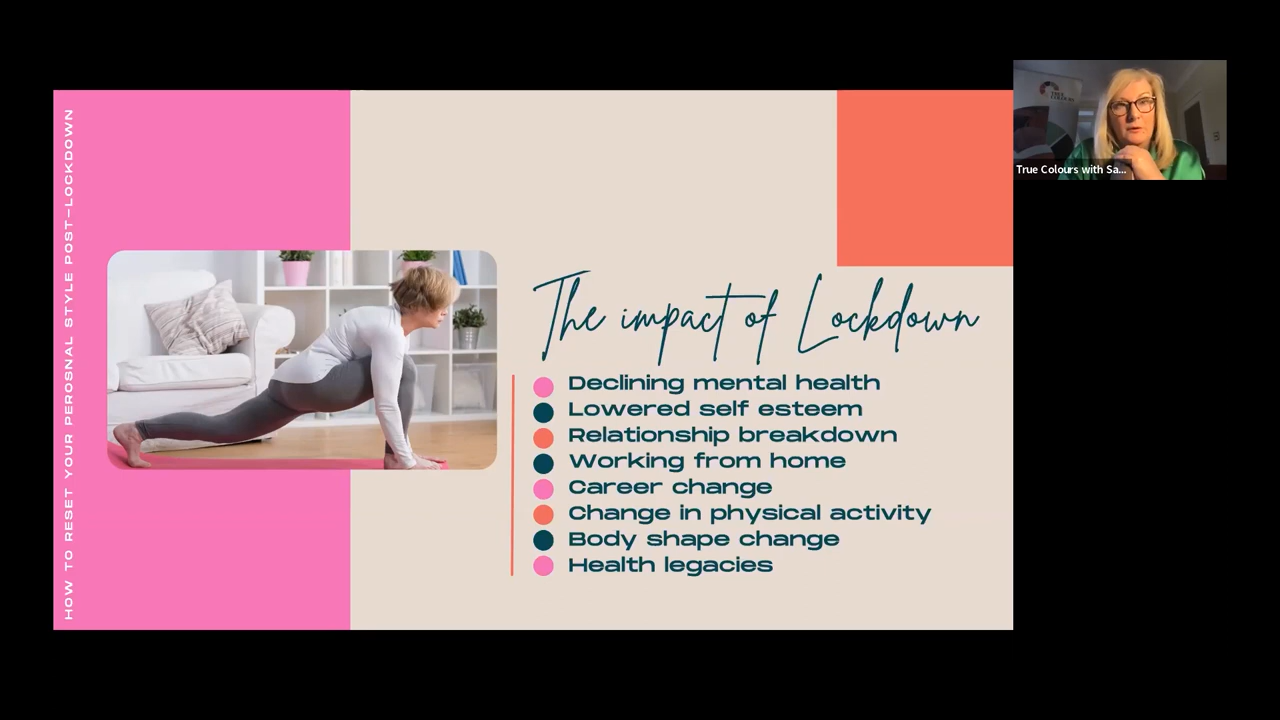 HOW TO RESET YOUR PEROSNAL STYLE POST-LOCKDOWN
The impact of Lockdown
Declining mental health
Lowered self esteem
Relationship breakdown
Working from home
Career change
Change in physical activity
Body shape change
Health legacies
True Colours with Sa...